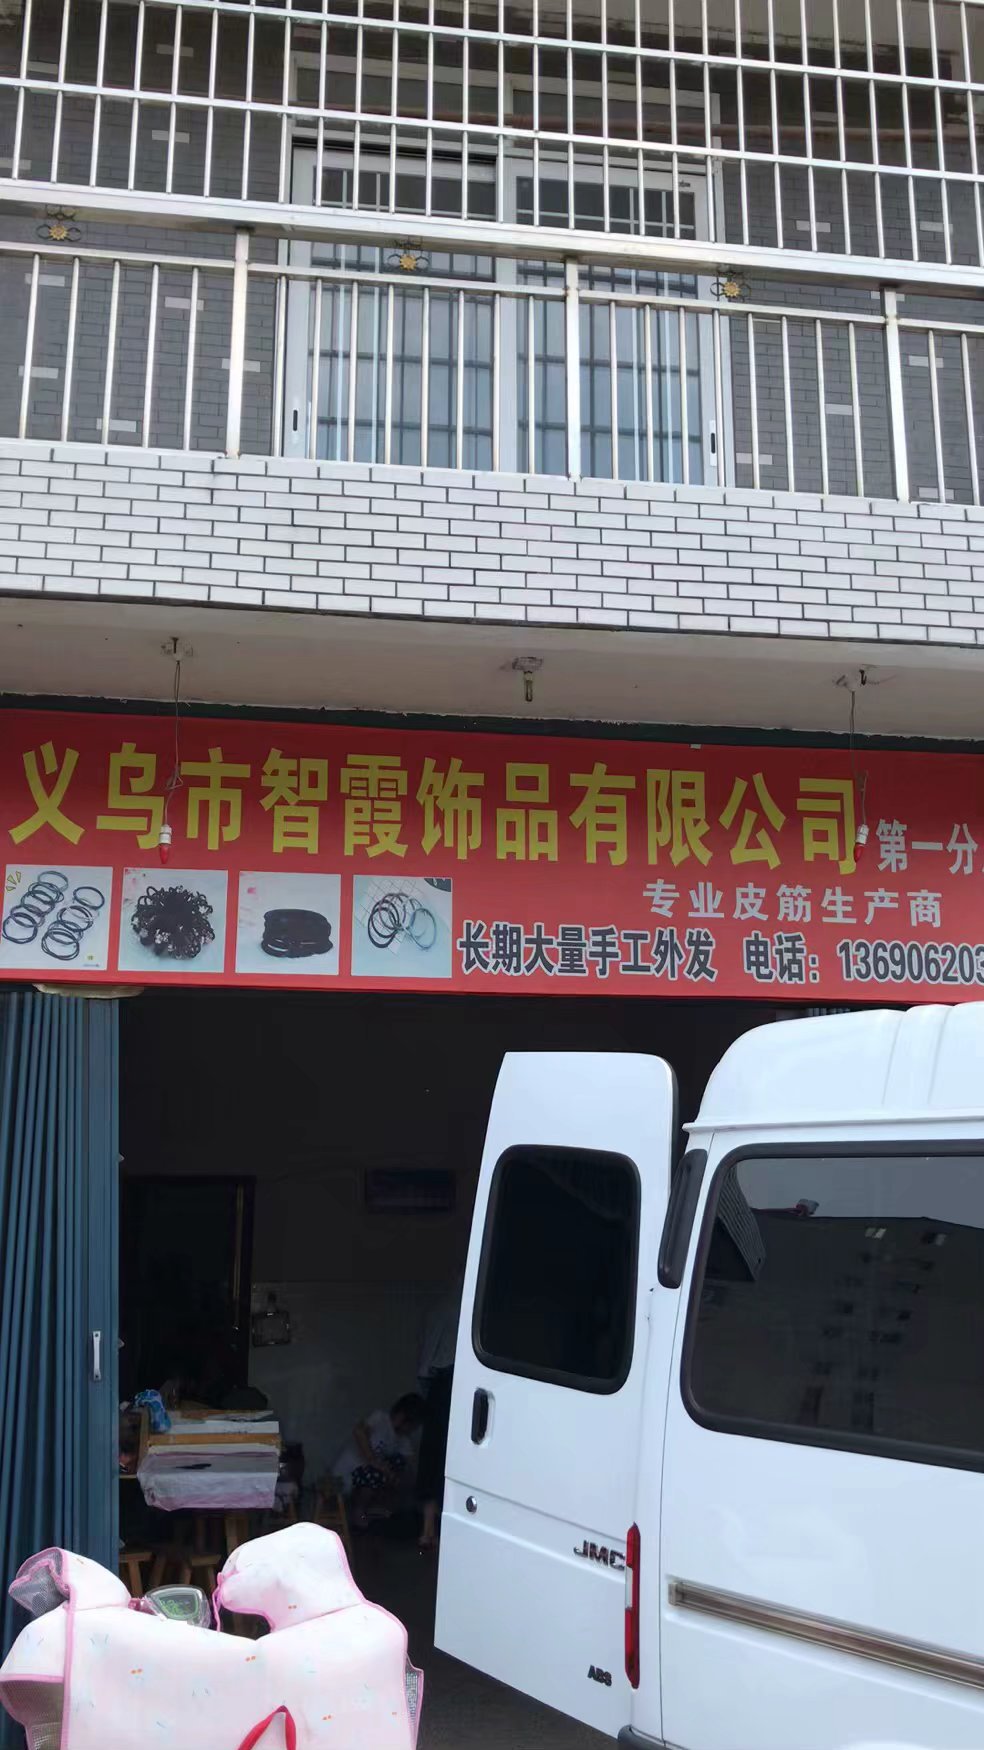 义乌市智霞饰品有限公司 第一分
专业皮筋生产商
长期大量手工外发 电话：136906203
JMC
ABS